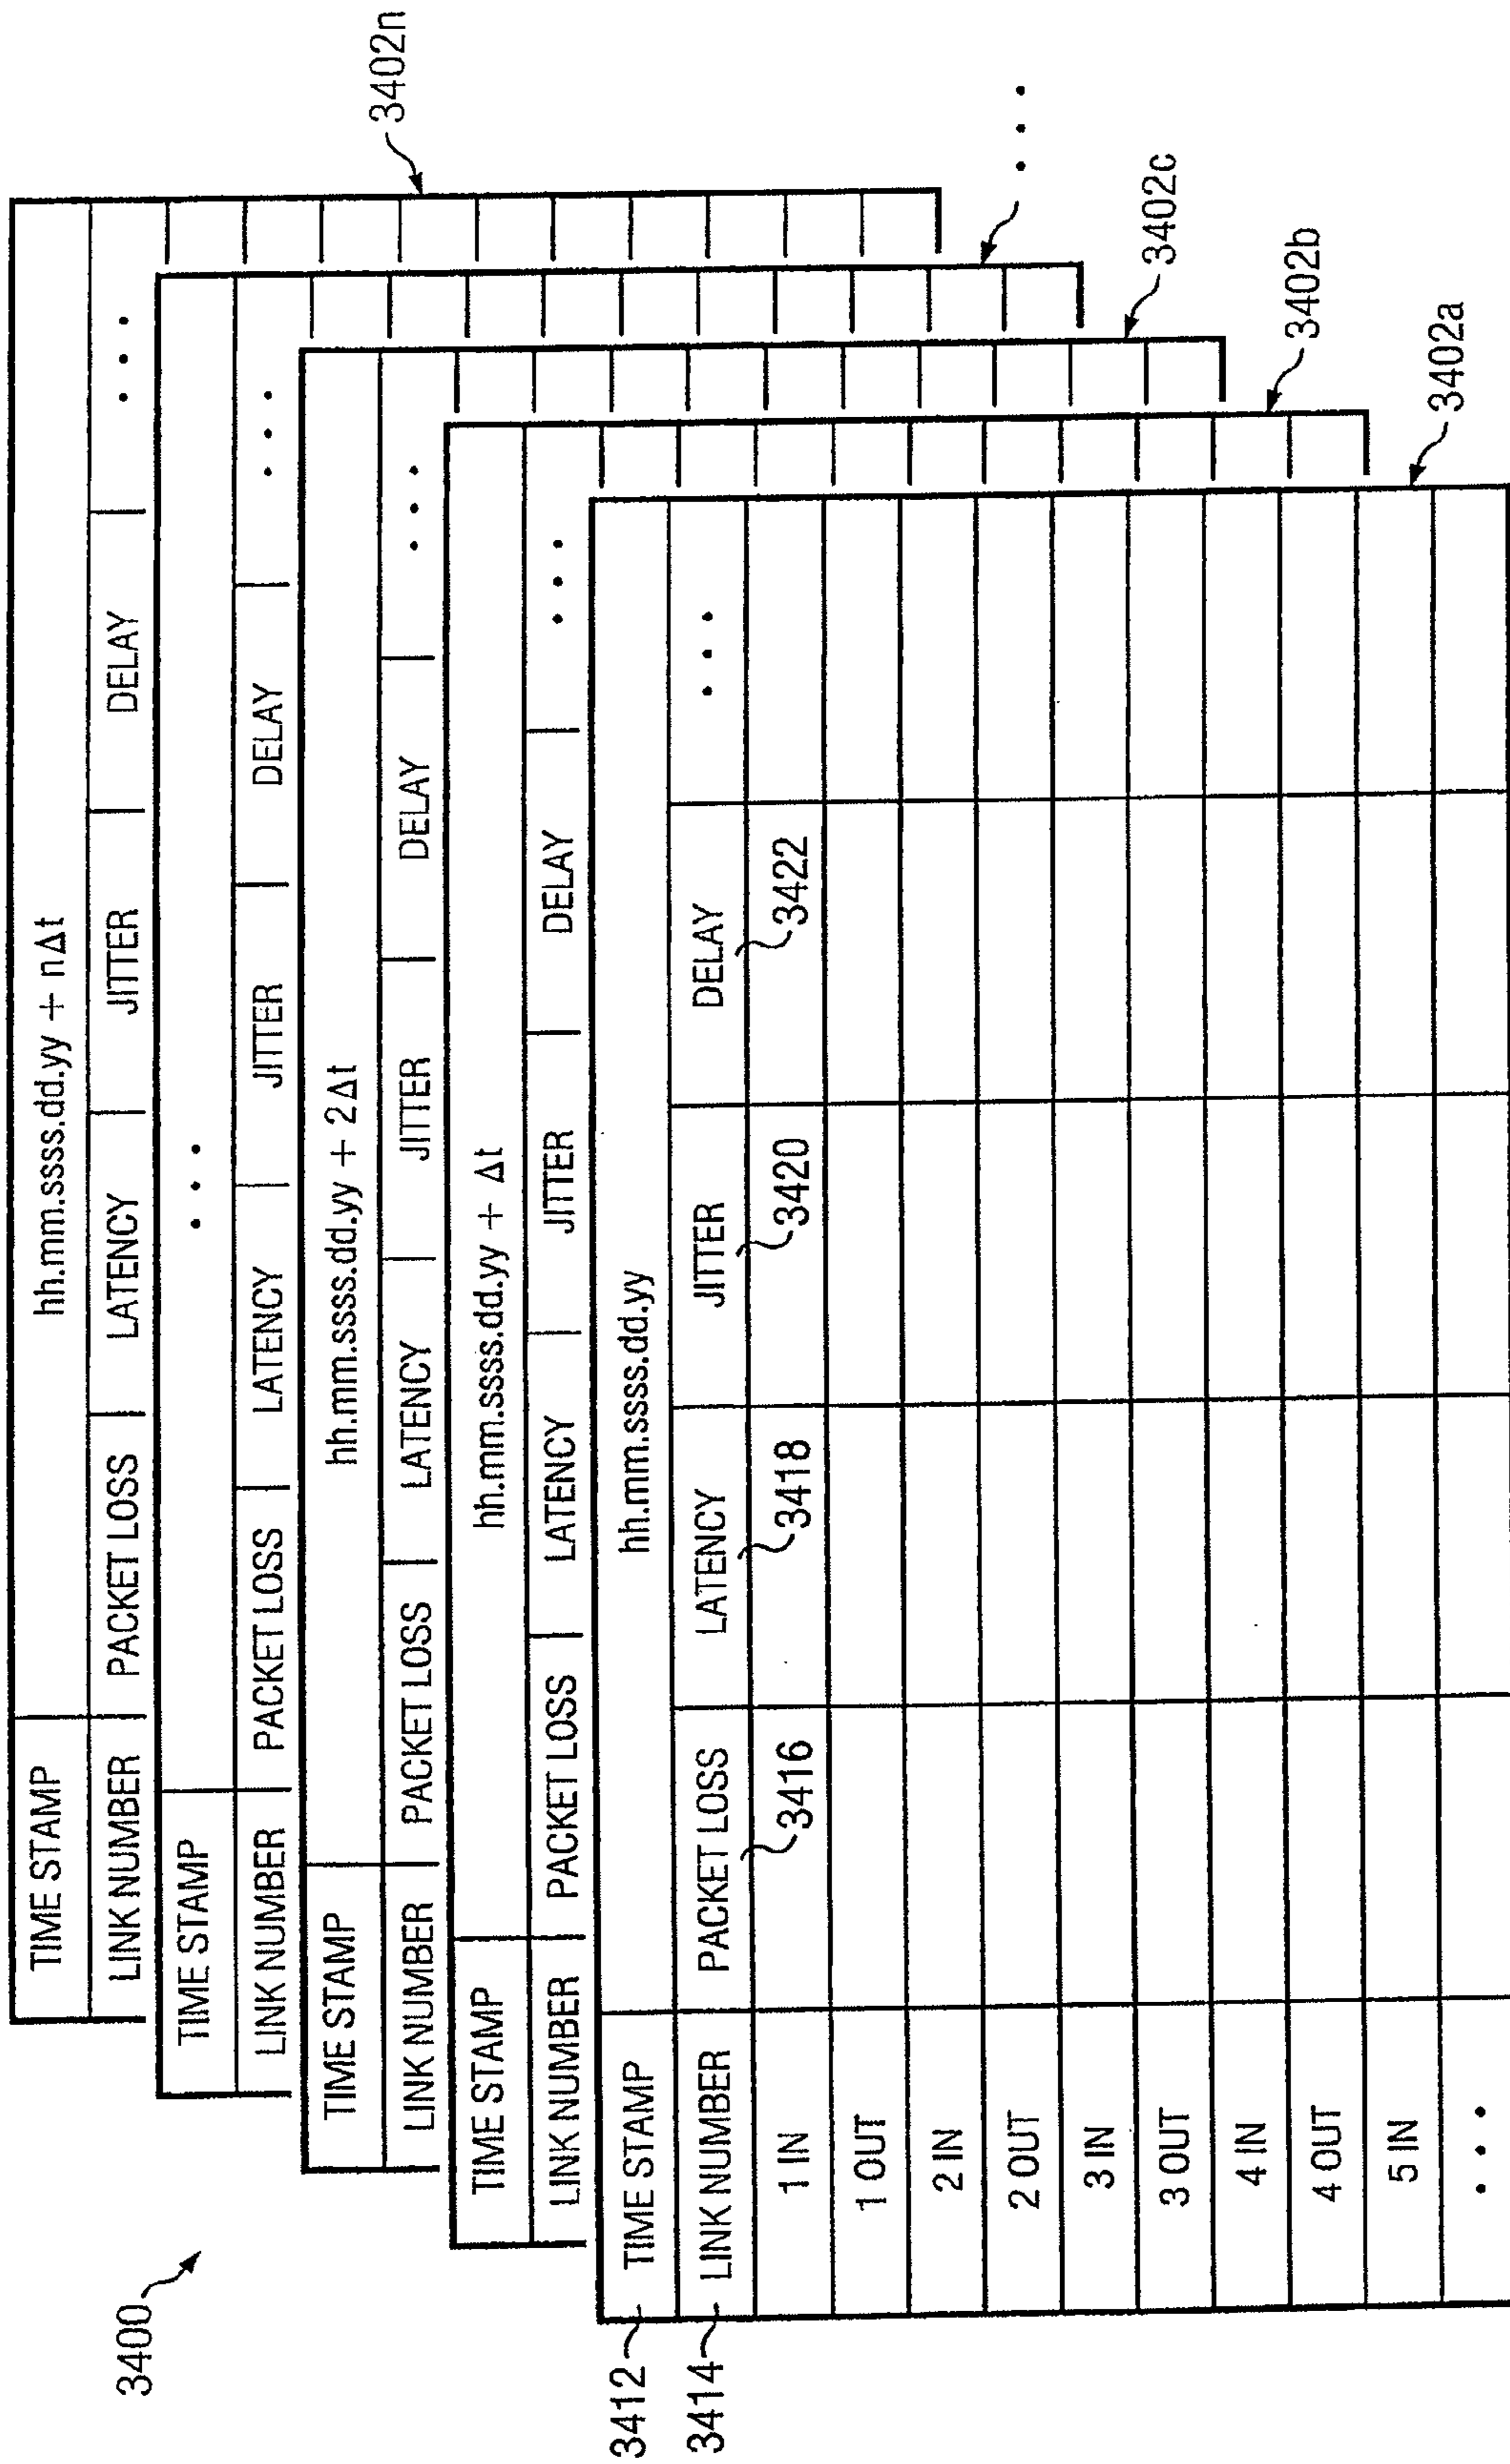 3400
TIME STAMP hh.mm.ssss.dd.yy + nΔt
LINK NUMBER PACKET LOSS LATENCY JITTER DELAY • • •
3402n
TIME STAMP • • •
LINK NUMBER PACKET LOSS LATENCY JITTER DELAY • • •
• • •
TIME STAMP hh.mm.ssss.dd.yy + 2Δt
LINK NUMBER PACKET LOSS LATENCY JITTER DELAY • • •
3402c
TIME STAMP hh.mm.ssss.dd.yy + Δt
LINK NUMBER PACKET LOSS LATENCY JITTER DELAY • • •
3402b
3412 TIME STAMP hh.mm.ssss.dd.yy
3414 LINK NUMBER PACKET LOSS LATENCY JITTER DELAY • • •
1 IN 3416 3418 3420 3422
1 OUT
2 IN
2 OUT
3 IN
3 OUT
4 IN
4 OUT
5 IN
3402a
• • •